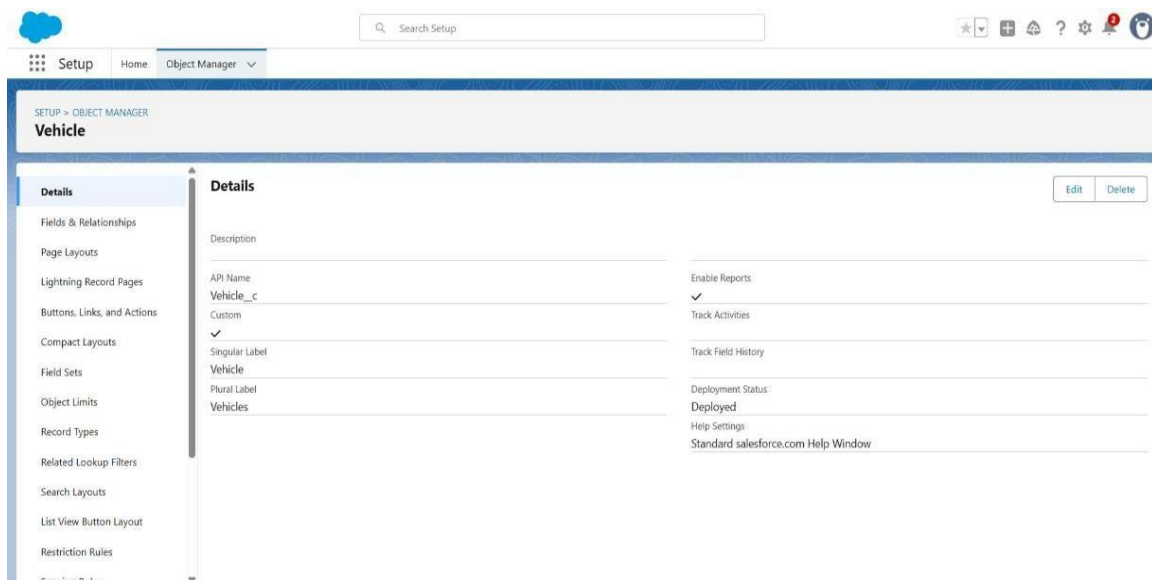 Search Setup
2
Setup Home Object Manager
SETUP > OBJECT MANAGER
Vehicle
Details
Fields & Relationships
Page Layouts
Lightning Record Pages
Buttons, Links, and Actions
Compact Layouts
Field Sets
Object Limits
Record Types
Related Lookup Filters
Search Layouts
List View Button Layout
Restriction Rules
Details
Edit Delete
Description
API Name
Vehicle__c
Custom
Singular Label
Vehicle
Plural Label
Vehicles
Enable Reports
Track Activities
Track Field History
Deployment Status
Deployed
Help Settings
Standard salesforce.com Help Window